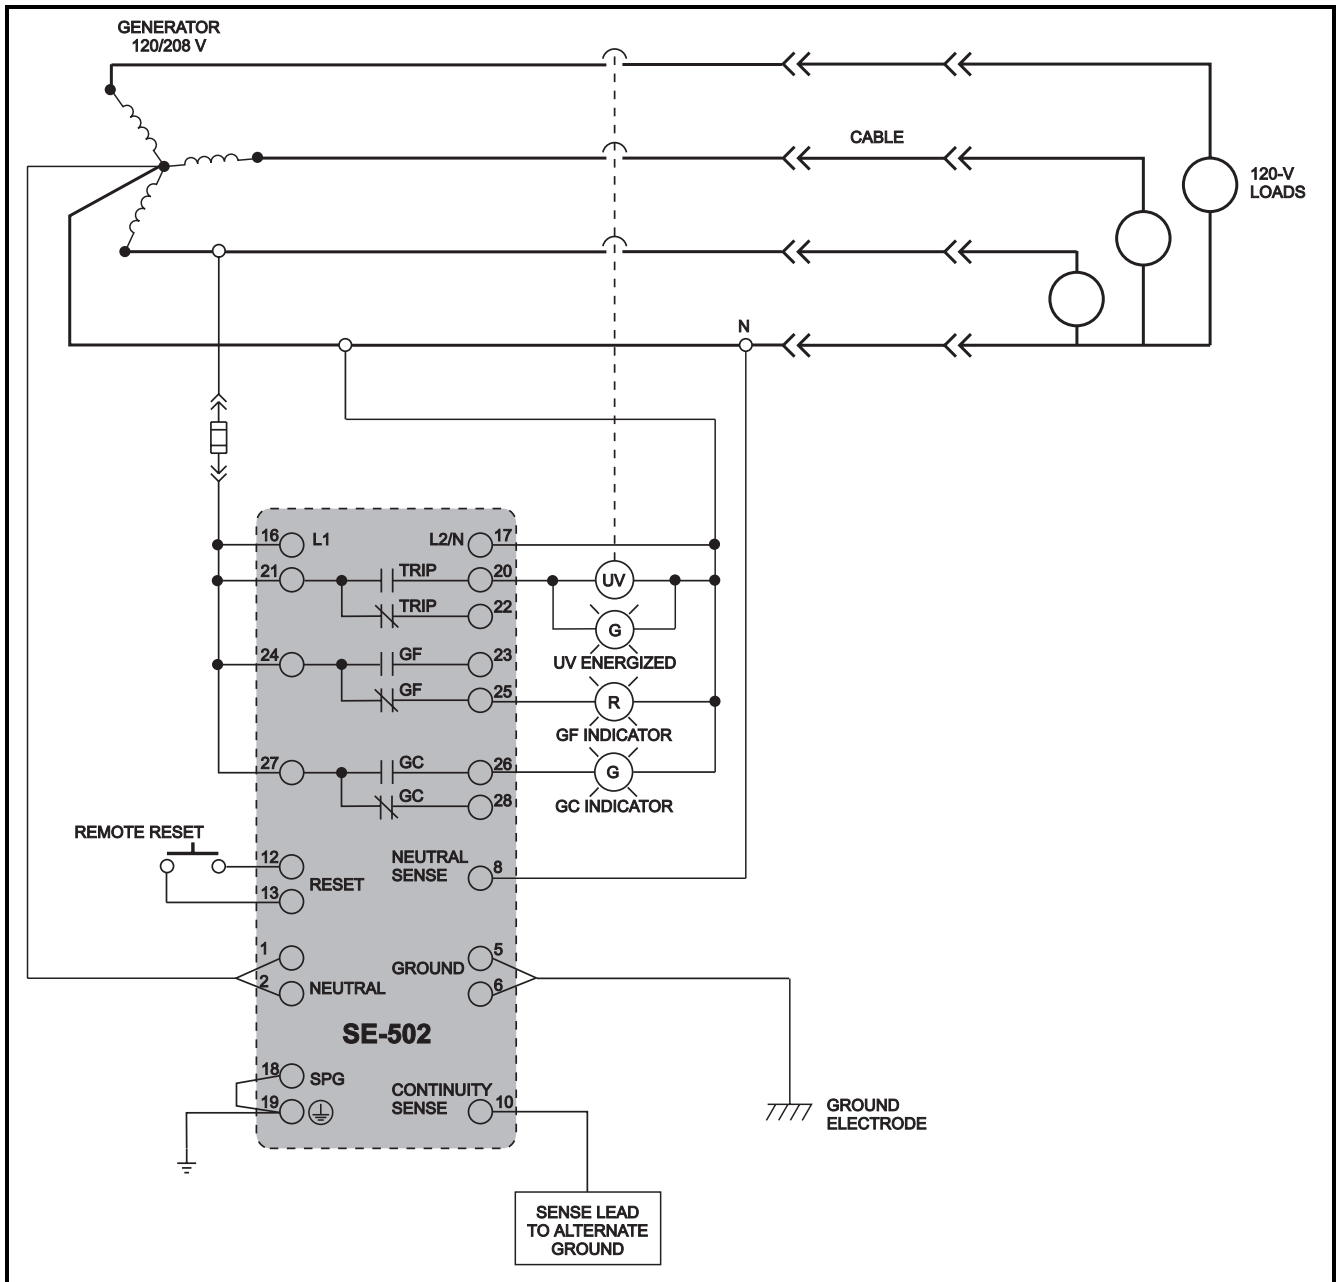 GENERATOR
120/208 V
CABLE
120-V
LOADS
N
16 L1 L2/N 17
21 TRIP 20
UV
TRIP 22
G
UV ENERGIZED
24 GF 23
GF 25
R
GF INDICATOR
27 GC 26
G
GC 28
GC INDICATOR
REMOTE RESET
12 NEUTRAL 8
RESET SENSE
13
1 5
GROUND
2 NEUTRAL 6
SE-502
18 SPG
CONTINUITY
19 SENSE 10
GROUND
ELECTRODE
SENSE LEAD
TO ALTERNATE
GROUND